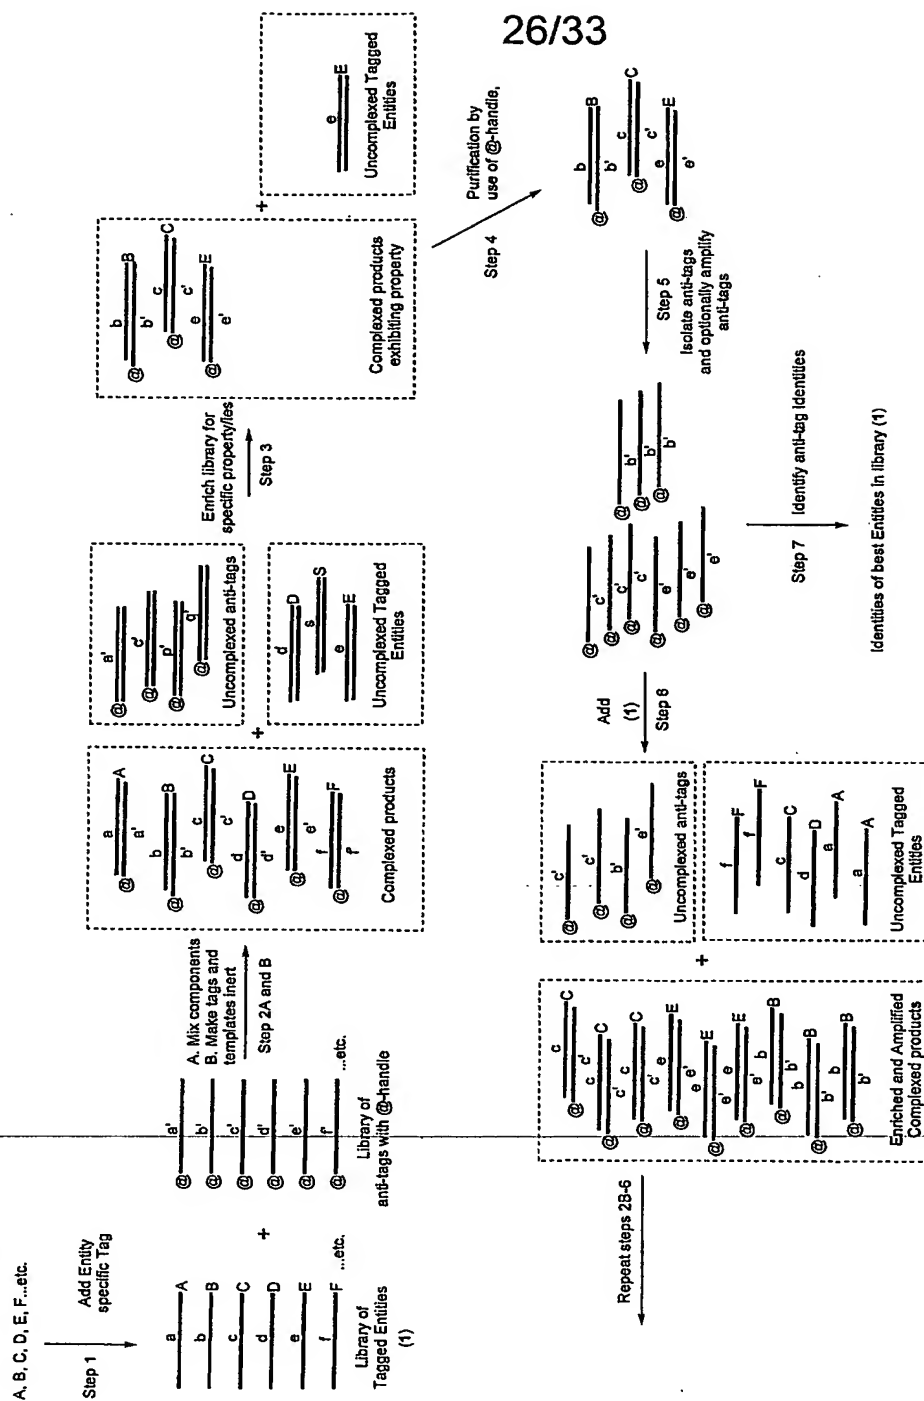 26/33
A, B, C, D, E, F...etc.
Step 1
Add Entity
specific Tag
a A
b B
c C
d D
e E
f F ...etc.
Library of
Tagged Entities
(1)
+
@ a'
@ b'
@ c'
@ d'
@ e'
@ f' ...etc.
Library of
anti-tags with @-handle
A. Mix components
B. Make tags and
templates inert
Step 2A and B
a A
@ a'
b B
@ b'
c C
@ c'
d D
@ d'
e E
@ e'
f F
@ f'
Complexed products
+
@ a'
@ c'
@ p'
@ q'
Uncomplexed anti-tags
d D
s S
e E
Uncomplexed Tagged
Entities
Enrich library for
specific property/ies
Step 3
b B
@ b'
c C
@ c'
e E
@ e'
Complexed products
exhibiting property
+
e E
E
Uncomplexed Tagged
Entities
Step 4
Purification by
use of @-handle,
b B
@ b'
c C
@ c'
e E
@ e'
Step 5
Isolate anti-tags
and optionally amplify
anti-tags
@ c'
@ c'
@ c'
@ e'
@ e'
@ e'
@ b'
@ b'
@ b'
Step 7
Identify anti-tag identities
Identities of best Entities in library (1)
Add
(1)
Step 6
@ c'
@ c'
@ b'
@ e'
Uncomplexed anti-tags
f F
f F
c C
d D
a A
a A
Uncomplexed Tagged
Entities
+
c C
@ c'
c C
@ c'
c C
@ c'
e E
@ e'
e E
@ e'
e E
@ e'
b B
@ b'
b B
@ b'
b B
@ b'
Enriched and Amplified
Complexed products
Repeat steps 2B-6